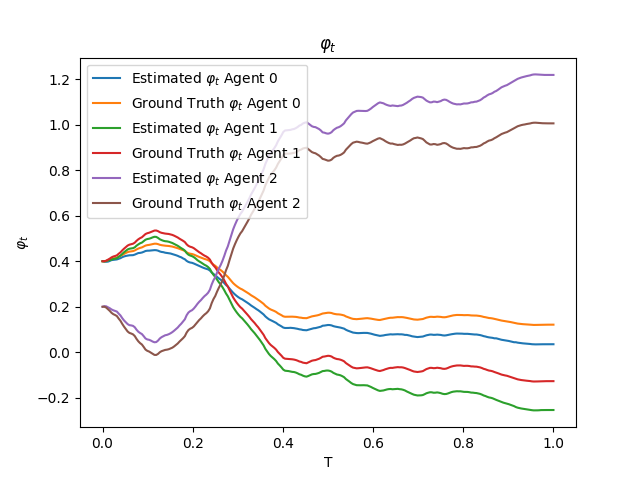 φt
1.2
1.0
0.8
0.6
0.4
0.2
0.0
−0.2
φt
Estimated φt Agent 0
Ground Truth φt Agent 0
Estimated φt Agent 1
Ground Truth φt Agent 1
Estimated φt Agent 2
Ground Truth φt Agent 2
0.0 0.2 0.4 0.6 0.8 1.0
T